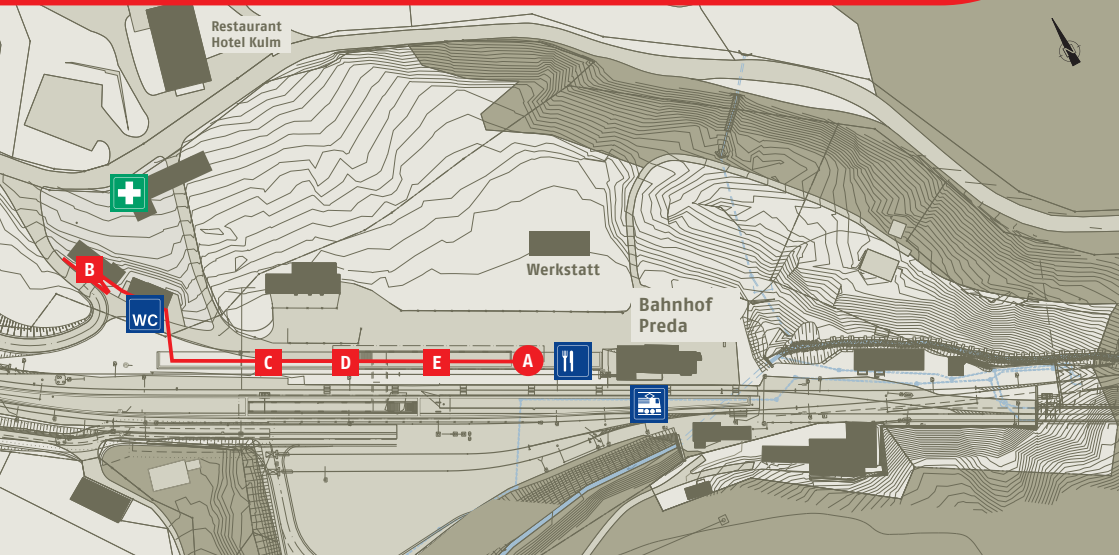 Restaurant
Hotel Kulm
B
WC
Werkstatt
Bahnhof
Preda
C
D
E
A